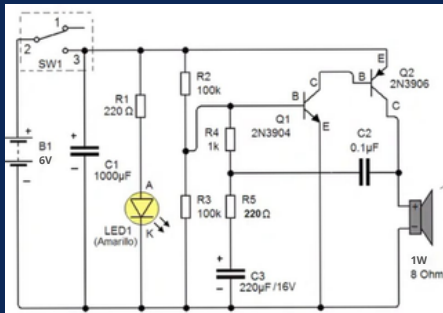 1
2
3
SW1
B1
6V
+
−
+
−
C1
1000µF
R1
220 Ω
A
K
LED1
(Amarillo)
R2
100k
R3
100k
R4
1k
R5
220Ω
+
−
C3
220µF /16V
B
C
E
Q1
2N3904
E
B
C
Q2
2N3906
C2
0.1µF
+
−
1W
8 Ohm